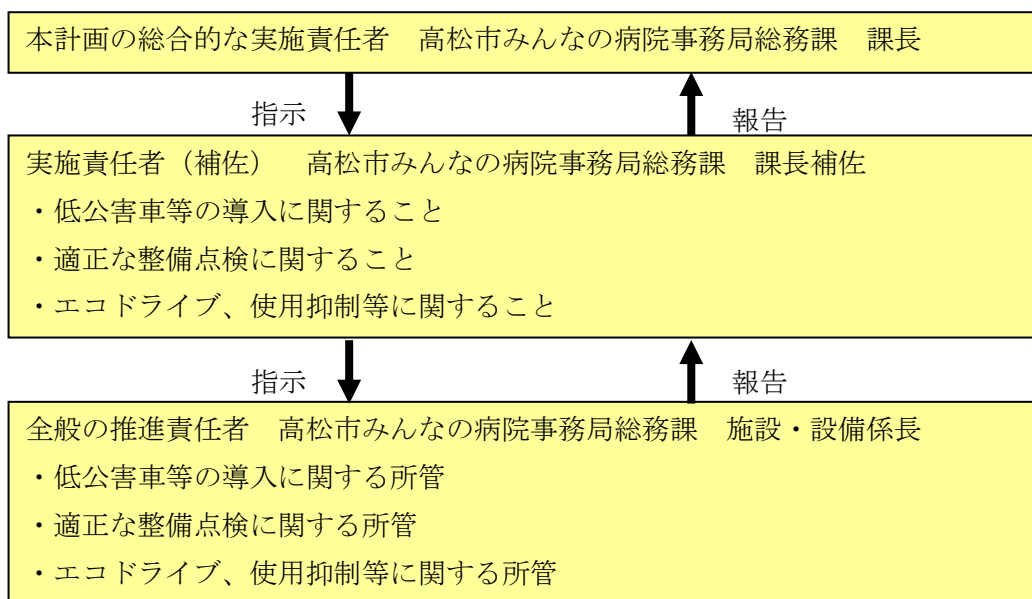 本計画の総合的な実施責任者　高松市みんなの病院事務局総務課　課長
指示　報告
実施責任者（補佐）　高松市みんなの病院事務局総務課　課長補佐
・低公害車等の導入に関すること
・適正な整備点検に関すること
・エコドライブ、使用抑制等に関すること
指示　報告
全般の推進責任者　高松市みんなの病院事務局総務課　施設・設備係長
・低公害車等の導入に関する所管
・適正な整備点検に関する所管
・エコドライブ、使用抑制等に関する所管